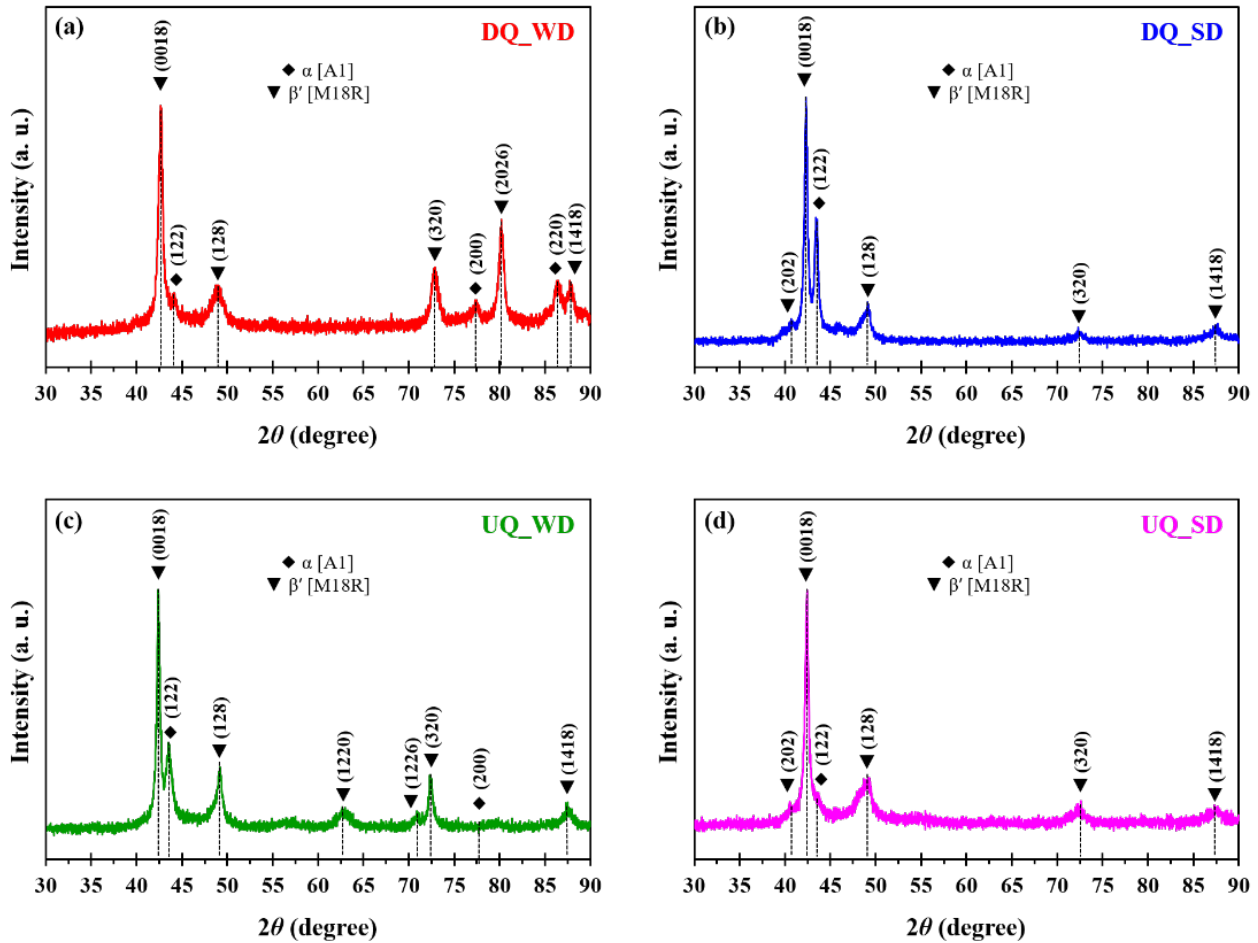 (a)
DQ_WD
(0018)
(122)
(128)
(320)
(200)
(2026)
(220)
(1418)
◆ α [A1]
▼ β′ [M18R]
Intensity (a. u.)
30 35 40 45 50 55 60 65 70 75 80 85 90
2θ (degree)
(b)
DQ_SD
(202)
(0018)
(122)
(128)
(320)
(1418)
◆ α [A1]
▼ β′ [M18R]
Intensity (a. u.)
30 35 40 45 50 55 60 65 70 75 80 85 90
2θ (degree)
(c)
UQ_WD
(0018)
(122)
(128)
(1220)
(1226)
(320)
(200)
(1418)
◆ α [A1]
▼ β′ [M18R]
Intensity (a. u.)
30 35 40 45 50 55 60 65 70 75 80 85 90
2θ (degree)
(d)
UQ_SD
(202)
(0018)
(122)
(128)
(320)
(1418)
◆ α [A1]
▼ β′ [M18R]
Intensity (a. u.)
30 35 40 45 50 55 60 65 70 75 80 85 90
2θ (degree)